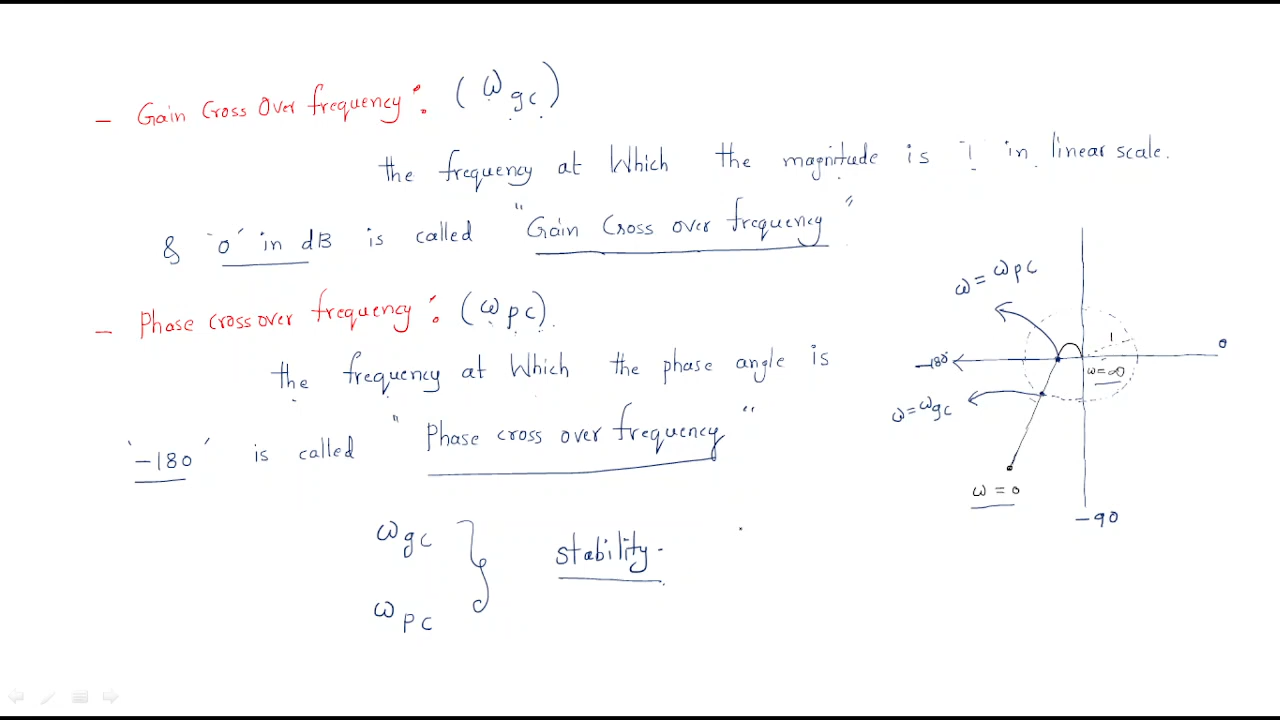 - Gain Cross Over frequency : (ωgc)
the frequency at Which the magnitude is '1' in linear scale.
& '0' in dB is called "Gain Cross over frequency"
- Phase cross over frequency : (ωpc)
the frequency at Which the phase angle is
'-180' is called "Phase cross over frequency"
ωgc
ωpc
stability.
ω=ωpc
1
0
-180°
ω=∞
ω=ωgc
ω=0
-90